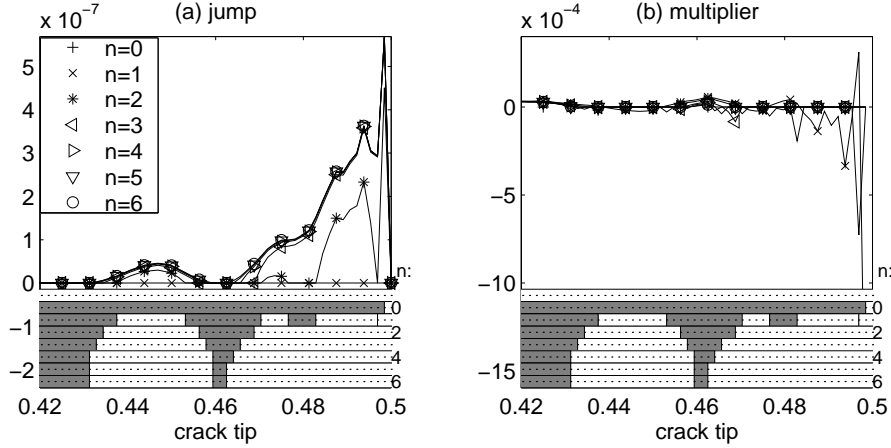 (a) jump
x 10⁻⁷
5
4
3
2
1
0
−1
−2
n=0
n=1
n=2
n=3
n=4
n=5
n=6
n:
0
2
4
6
0.42 0.44 0.46 0.48 0.5
crack tip
(b) multiplier
x 10⁻⁴
0
−5
−10
−15
n:
0
2
4
6
0.42 0.44 0.46 0.48 0.5
crack tip